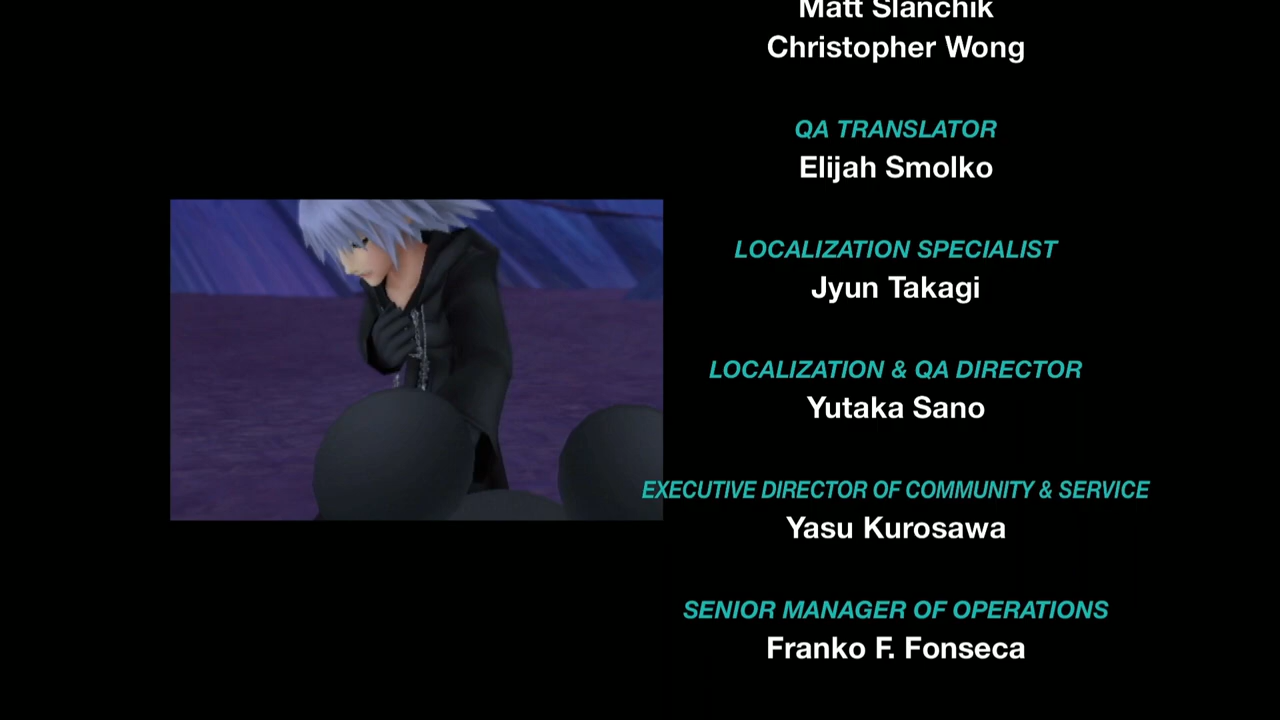 Matt Slanchik
Christopher Wong
QA TRANSLATOR
Elijah Smolko
LOCALIZATION SPECIALIST
Jyun Takagi
LOCALIZATION & QA DIRECTOR
Yutaka Sano
EXECUTIVE DIRECTOR OF COMMUNITY & SERVICE
Yasu Kurosawa
SENIOR MANAGER OF OPERATIONS
Franko F. Fonseca